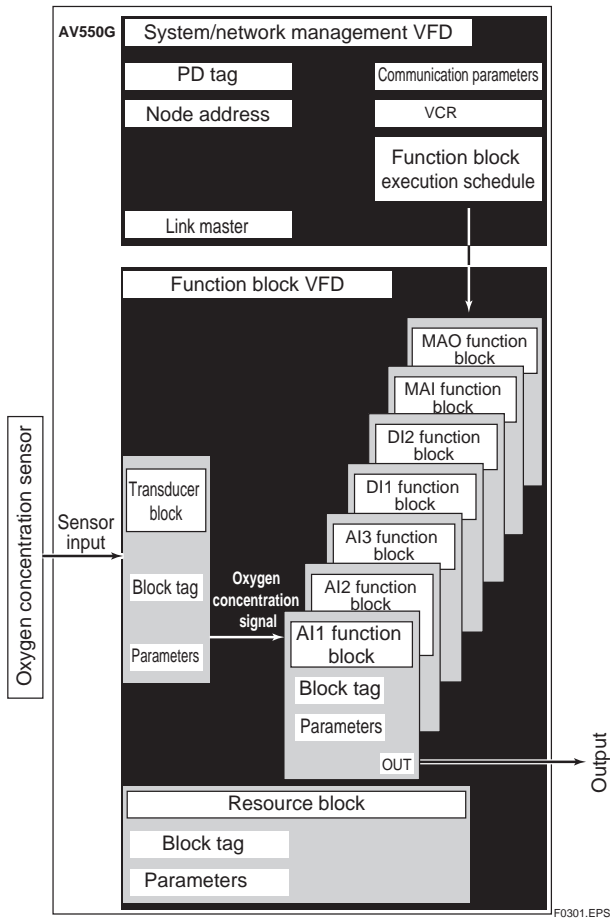 AV550G
System/network management VFD
PD tag
Communication parameters
Node address
VCR
Function block
execution schedule
Link master
Function block VFD
MAO function
block
MAI function
block
DI2 function
block
DI1 function
block
AI3 function
block
AI2 function
block
AI1 function
block
Block tag
Parameters
OUT
Oxygen concentration sensor
Sensor
input
Transducer
block
Block tag
Parameters
Oxygen
concentration
signal
Output
Resource block
Block tag
Parameters
F0301.EPS